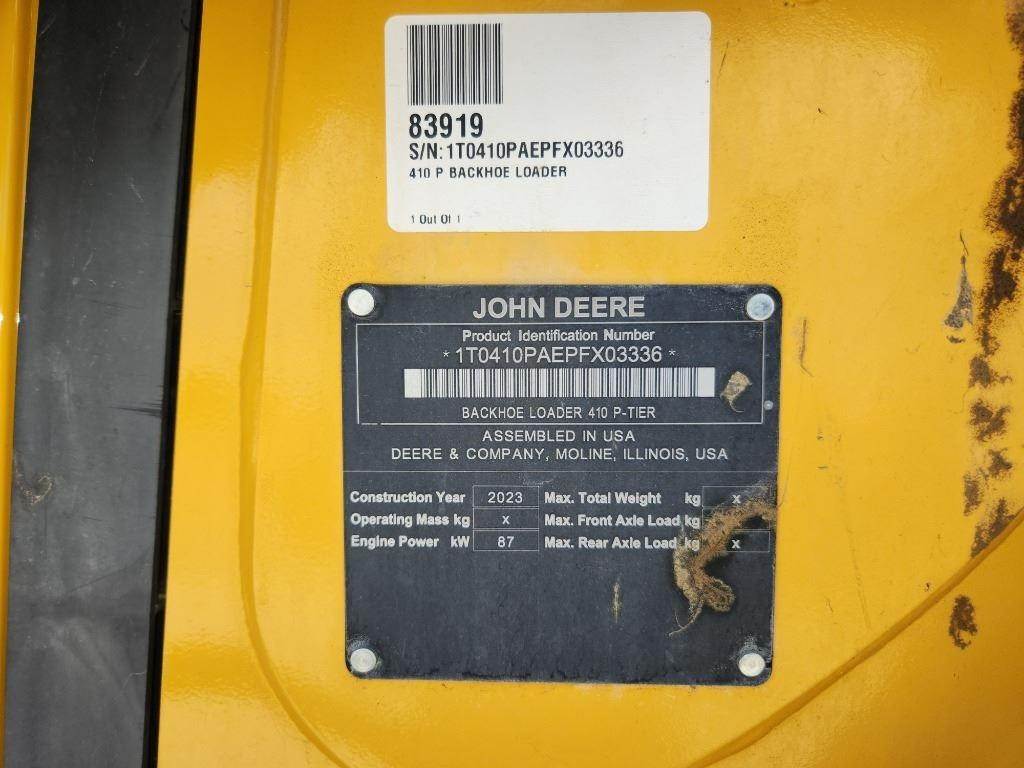 83919
S/N: 1T0410PAEPFX03336
410 P BACKHOE LOADER
1 Out Of 1
JOHN DEERE
Product Identification Number
*1T0410PAEPFX03336*
BACKHOE LOADER 410 P-TIER
ASSEMBLED IN USA
DEERE & COMPANY, MOLINE, ILLINOIS, USA
Construction Year 2023 Max. Total Weight kg x
Operating Mass kg x Max. Front Axle Load kg
Engine Power kW 87 Max. Rear Axle Load kg x